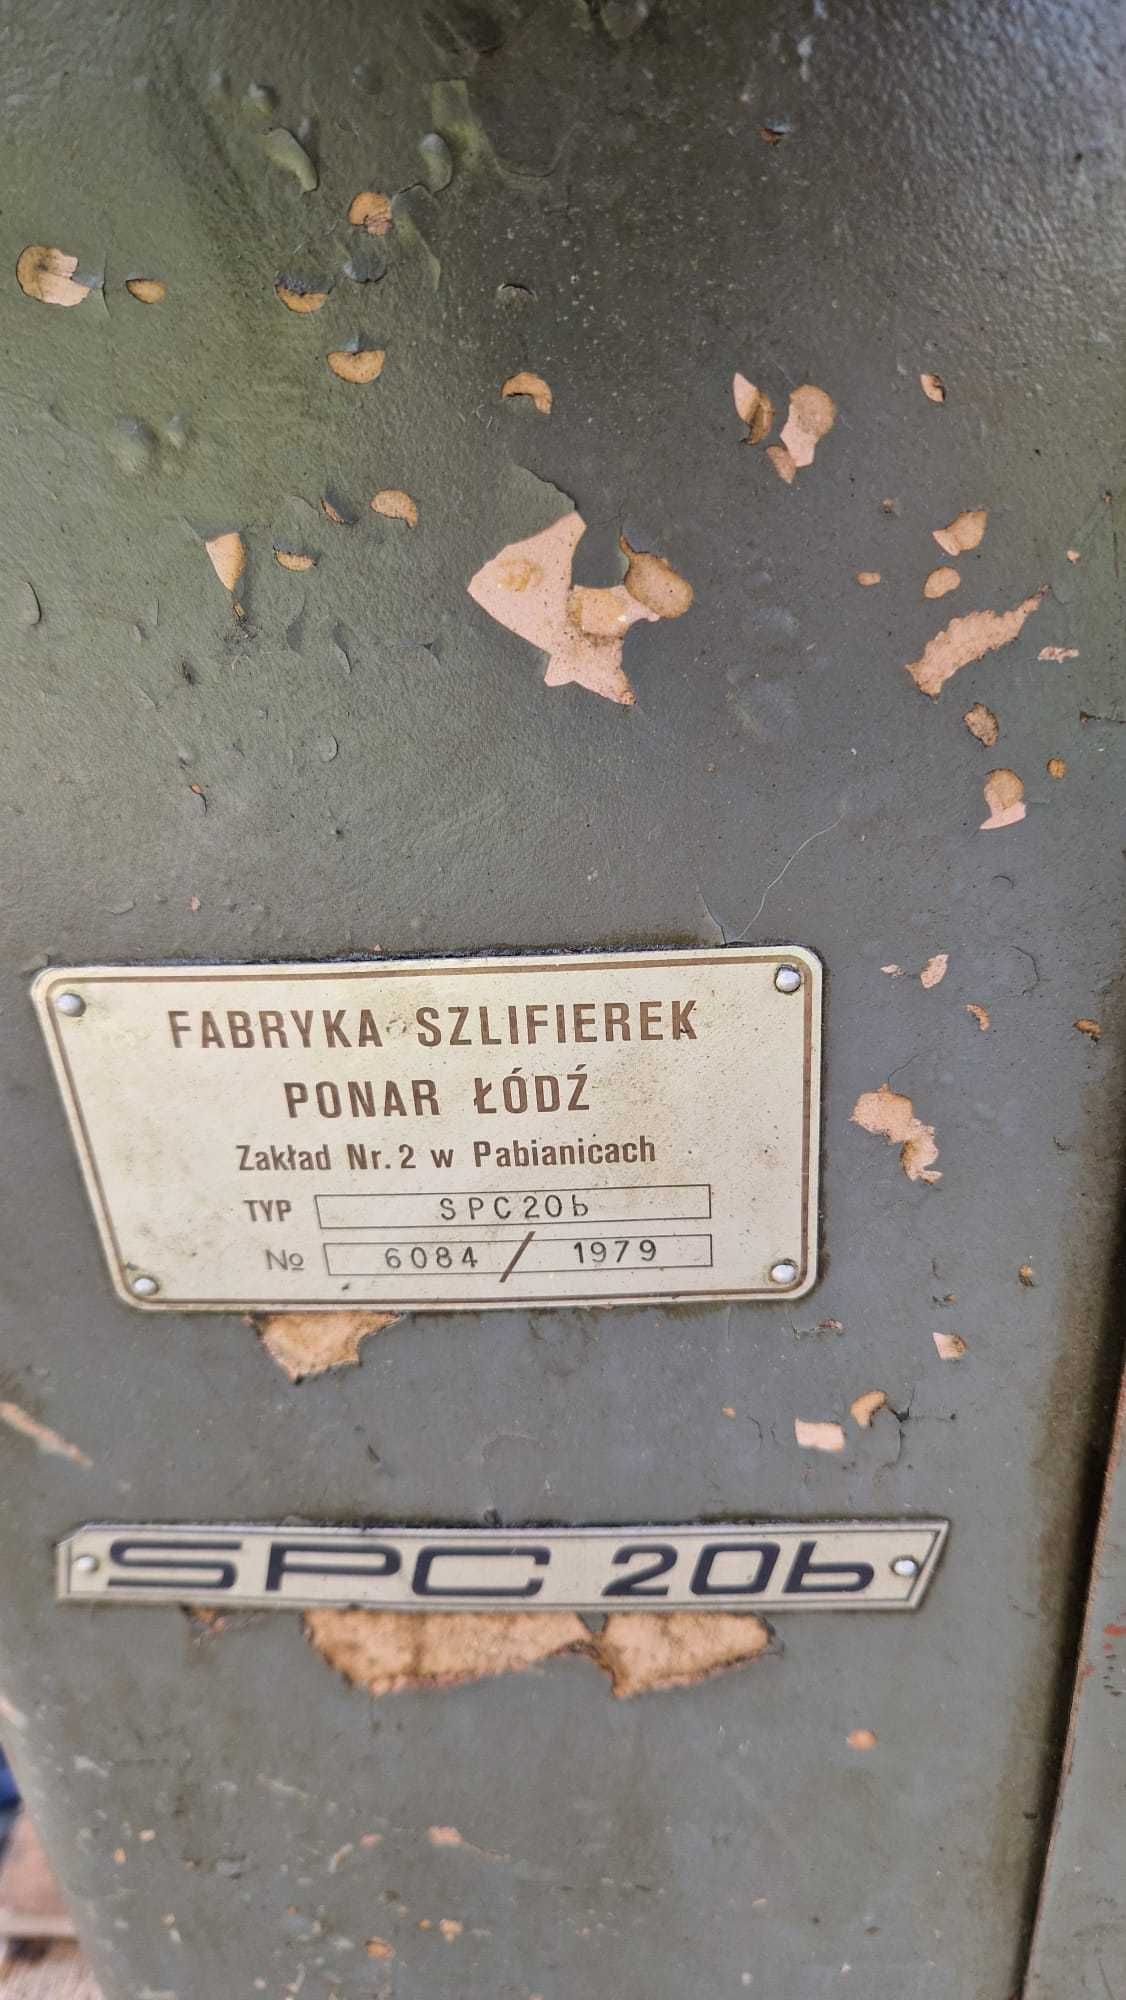 FABRYKA SZLIFIEREK
PONAR ŁÓDŹ
Zakład Nr. 2 w Pabianicach
TYP SPC20b
№ 6084 / 1979
SPC 20b